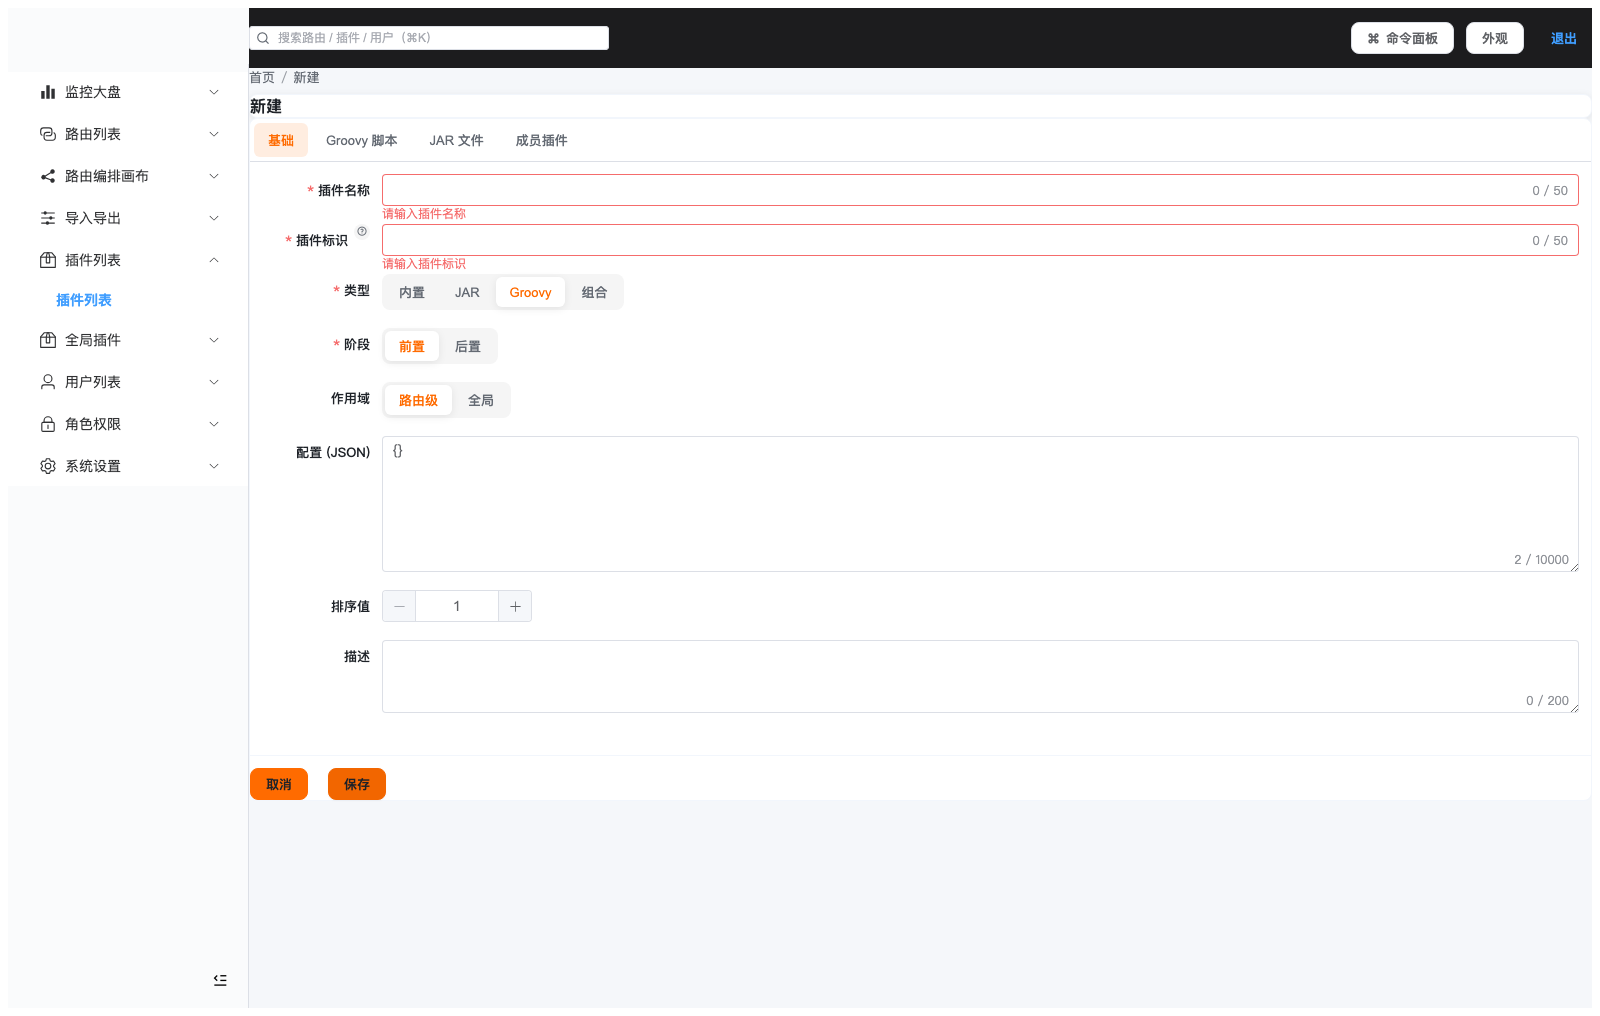 搜索路由 / 插件 / 用户（⌘K）
⌘ 命令面板
外观
退出
监控大盘
路由列表
路由编排画布
导入导出
插件列表
插件列表
全局插件
用户列表
角色权限
系统设置
首页 / 新建
新建
基础 Groovy 脚本 JAR 文件 成员插件
* 插件名称
0 / 50
请输入插件名称
* 插件标识
0 / 50
请输入插件标识
* 类型 内置 JAR Groovy 组合
* 阶段 前置 后置
作用域 路由级 全局
配置 (JSON) {}
2 / 10000
排序值 1
描述
0 / 200
取消 保存